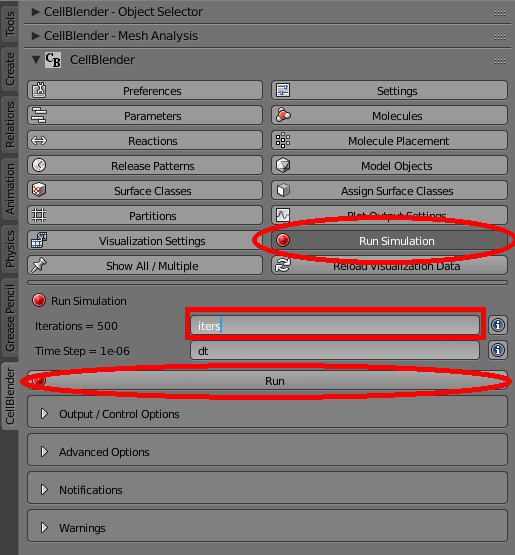 CellBlender - Object Selector
CellBlender - Mesh Analysis
CB CellBlender
Preferences Settings
Parameters Molecules
Reactions Molecule Placement
Release Patterns Model Objects
Surface Classes Assign Surface Classes
Partitions Plot Output Settings
Visualization Settings Run Simulation
Show All / Multiple Reload Visualization Data
Run Simulation
Iterations = 500 iters
Time Step = 1e-06 dt
Run
Output / Control Options
Advanced Options
Notifications
Warnings
Tools
Create
Relations
Animation
Physics
Grease Pencil
CellBlender